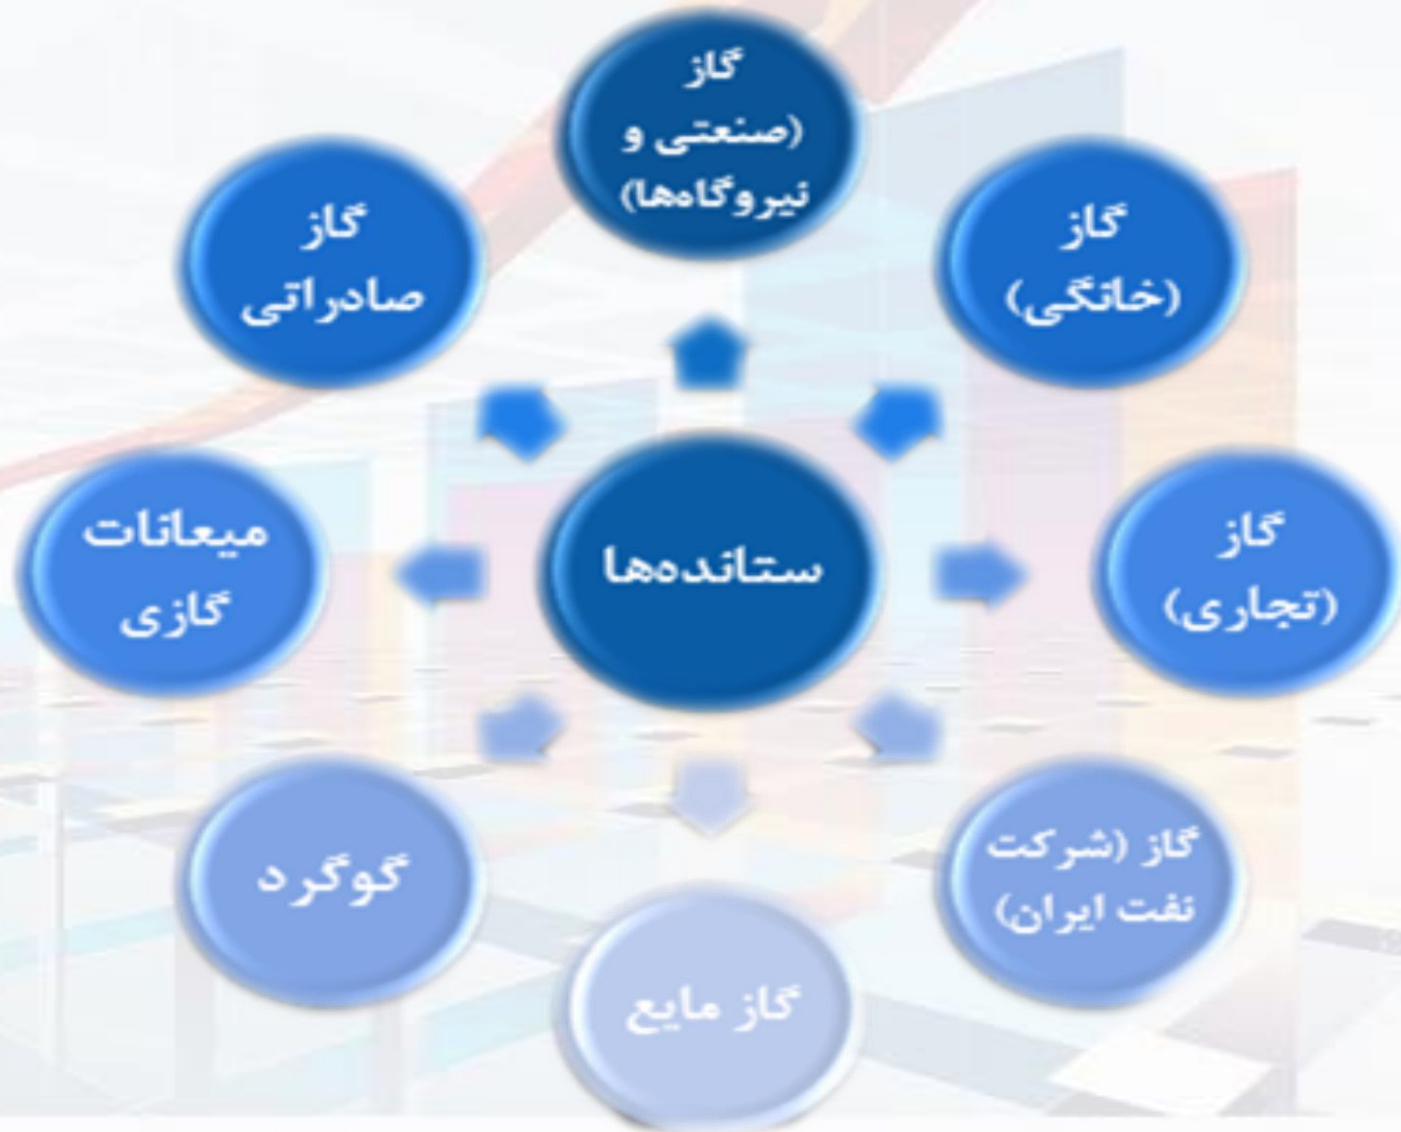 گاز
(صنعتی و
نیروگاه‌ها)
گاز
(خانگی)
گاز
(تجاری)
گاز (شرکت
نفت ایران)
گاز مایع
گوگرد
میعانات
گازی
گاز
صادراتی
ستانده‌ها